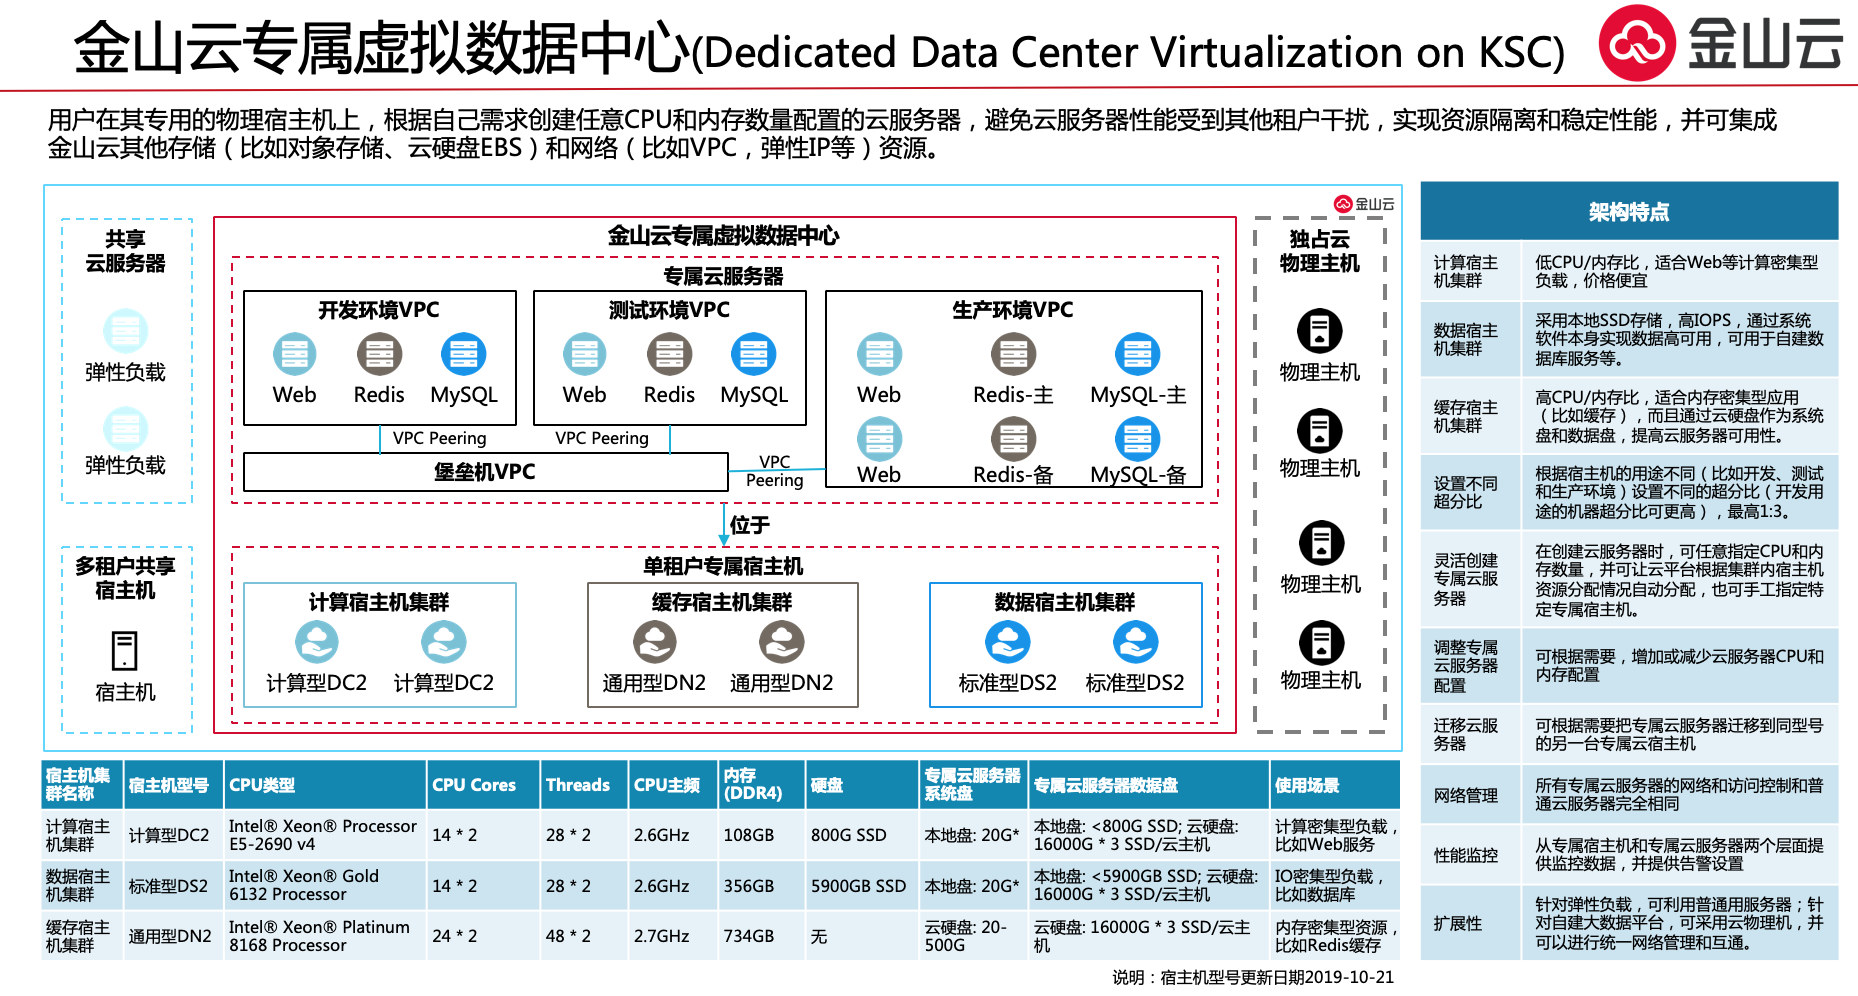 金山云专属虚拟数据中心(Dedicated Data Center Virtualization on KSC)
金山云
用户在其专用的物理宿主机上，根据自己需求创建任意CPU和内存数量配置的云服务器，避免云服务器性能受到其他租户干扰，实现资源隔离和稳定性能，并可集成
金山云其他存储（比如对象存储、云硬盘EBS）和网络（比如VPC，弹性IP等）资源。
金山云
共享
云服务器
弹性负载
弹性负载
多租户共享
宿主机
宿主机
金山云专属虚拟数据中心
专属云服务器
开发环境VPC
Web Redis MySQL
测试环境VPC
Web Redis MySQL
生产环境VPC
Web Redis-主 MySQL-主
Web Redis-备 MySQL-备
VPC Peering
VPC Peering
堡垒机VPC
VPC
Peering
位于
单租户专属宿主机
计算宿主机集群
计算型DC2 计算型DC2
缓存宿主机集群
通用型DN2 通用型DN2
数据宿主机集群
标准型DS2 标准型DS2
独占云
物理主机
物理主机
物理主机
物理主机
物理主机
架构特点
计算宿主
机集群
低CPU/内存比，适合Web等计算密集型
负载，价格便宜
数据宿主
机集群
采用本地SSD存储，高IOPS，通过系统
软件本身实现数据高可用，可用于自建数
据库服务等。
缓存宿主
机集群
高CPU/内存比，适合内存密集型应用
（比如缓存），而且通过云硬盘作为系统
盘和数据盘，提高云服务器可用性。
设置不同
超分比
根据宿主机的用途不同（比如开发、测试
和生产环境）设置不同的超分比（开发用
途的机器超分比可更高），最高1:3。
灵活创建
专属云服
务器
在创建云服务器时，可任意指定CPU和内
存数量，并可让云平台根据集群内宿主机
资源分配情况自动分配，也可手工指定特
定专属宿主机。
调整专属
云服务器
配置
可根据需要，增加或减少云服务器CPU和
内存配置
迁移云服
务器
可根据需要把专属云服务器迁移到同型号
的另一台专属云宿主机
网络管理
所有专属云服务器的网络和访问控制和普
通云服务器完全相同
性能监控
从专属宿主机和专属云服务器两个层面提
供监控数据，并提供告警设置
扩展性
针对弹性负载，可利用普通用服务器；针
对自建大数据平台，可采用云物理机，并
可以进行统一网络管理和互通。
宿主机集
群名称
宿主机型号
CPU类型
CPU Cores
Threads
CPU主频
内存
(DDR4)
硬盘
专属云服务器
系统盘
专属云服务器数据盘
使用场景
计算宿主
机集群
计算型DC2
Intel® Xeon® Processor
E5-2690 v4
14 * 2
28 * 2
2.6GHz
108GB
800G SSD
本地盘: 20G*
本地盘: <800G SSD; 云硬盘:
16000G * 3 SSD/云主机
计算密集型负载，
比如Web服务
数据宿主
机集群
标准型DS2
Intel® Xeon® Gold
6132 Processor
14 * 2
28 * 2
2.6GHz
356GB
5900GB SSD
本地盘: 20G*
本地盘: <5900GB SSD; 云硬盘:
16000G * 3 SSD/云主机
IO密集型负载，
比如数据库
缓存宿主
机集群
通用型DN2
Intel® Xeon® Platinum
8168 Processor
24 * 2
48 * 2
2.7GHz
734GB
无
云硬盘: 20-
500G
云硬盘: 16000G * 3 SSD/云主
机
内存密集型资源，
比如Redis缓存
说明：宿主机型号更新日期2019-10-21